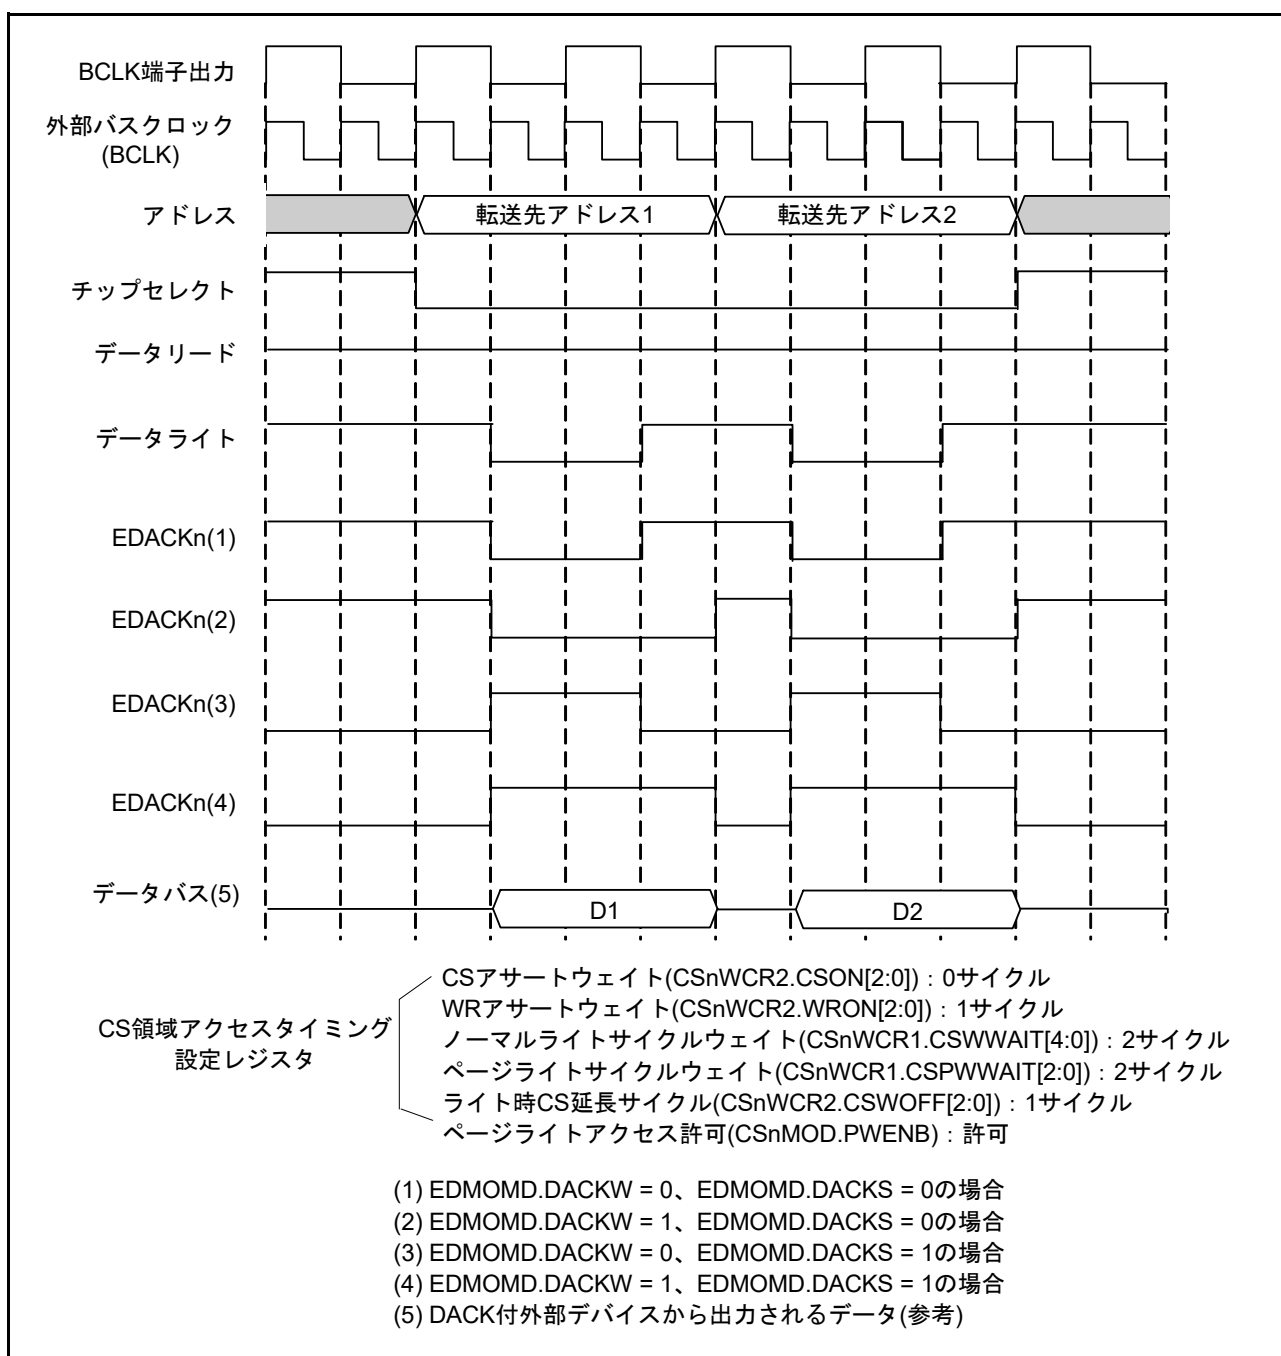 BCLK端子出力
外部バスクロック
(BCLK)
アドレス
転送先アドレス1
転送先アドレス2
チップセレクト
データリード
データライト
EDACKn(1)
EDACKn(2)
EDACKn(3)
EDACKn(4)
データバス(5)
D1
D2
CS領域アクセスタイミング
設定レジスタ
CSアサートウェイト(CSnWCR2.CSON[2:0])：0サイクル
WRアサートウェイト(CSnWCR2.WRON[2:0])：1サイクル
ノーマルライトサイクルウェイト(CSnWCR1.CSWWAIT[4:0])：2サイクル
ページライトサイクルウェイト(CSnWCR1.CSPWWAIT[2:0])：2サイクル
ライト時CS延長サイクル(CSnWCR2.CSWOFF[2:0])：1サイクル
ページライトアクセス許可(CSnMOD.PWENB)：許可
(1) EDMOMD.DACKW = 0、EDMOMD.DACKS = 0の場合
(2) EDMOMD.DACKW = 1、EDMOMD.DACKS = 0の場合
(3) EDMOMD.DACKW = 0、EDMOMD.DACKS = 1の場合
(4) EDMOMD.DACKW = 1、EDMOMD.DACKS = 1の場合
(5) DACK付外部デバイスから出力されるデータ(参考)